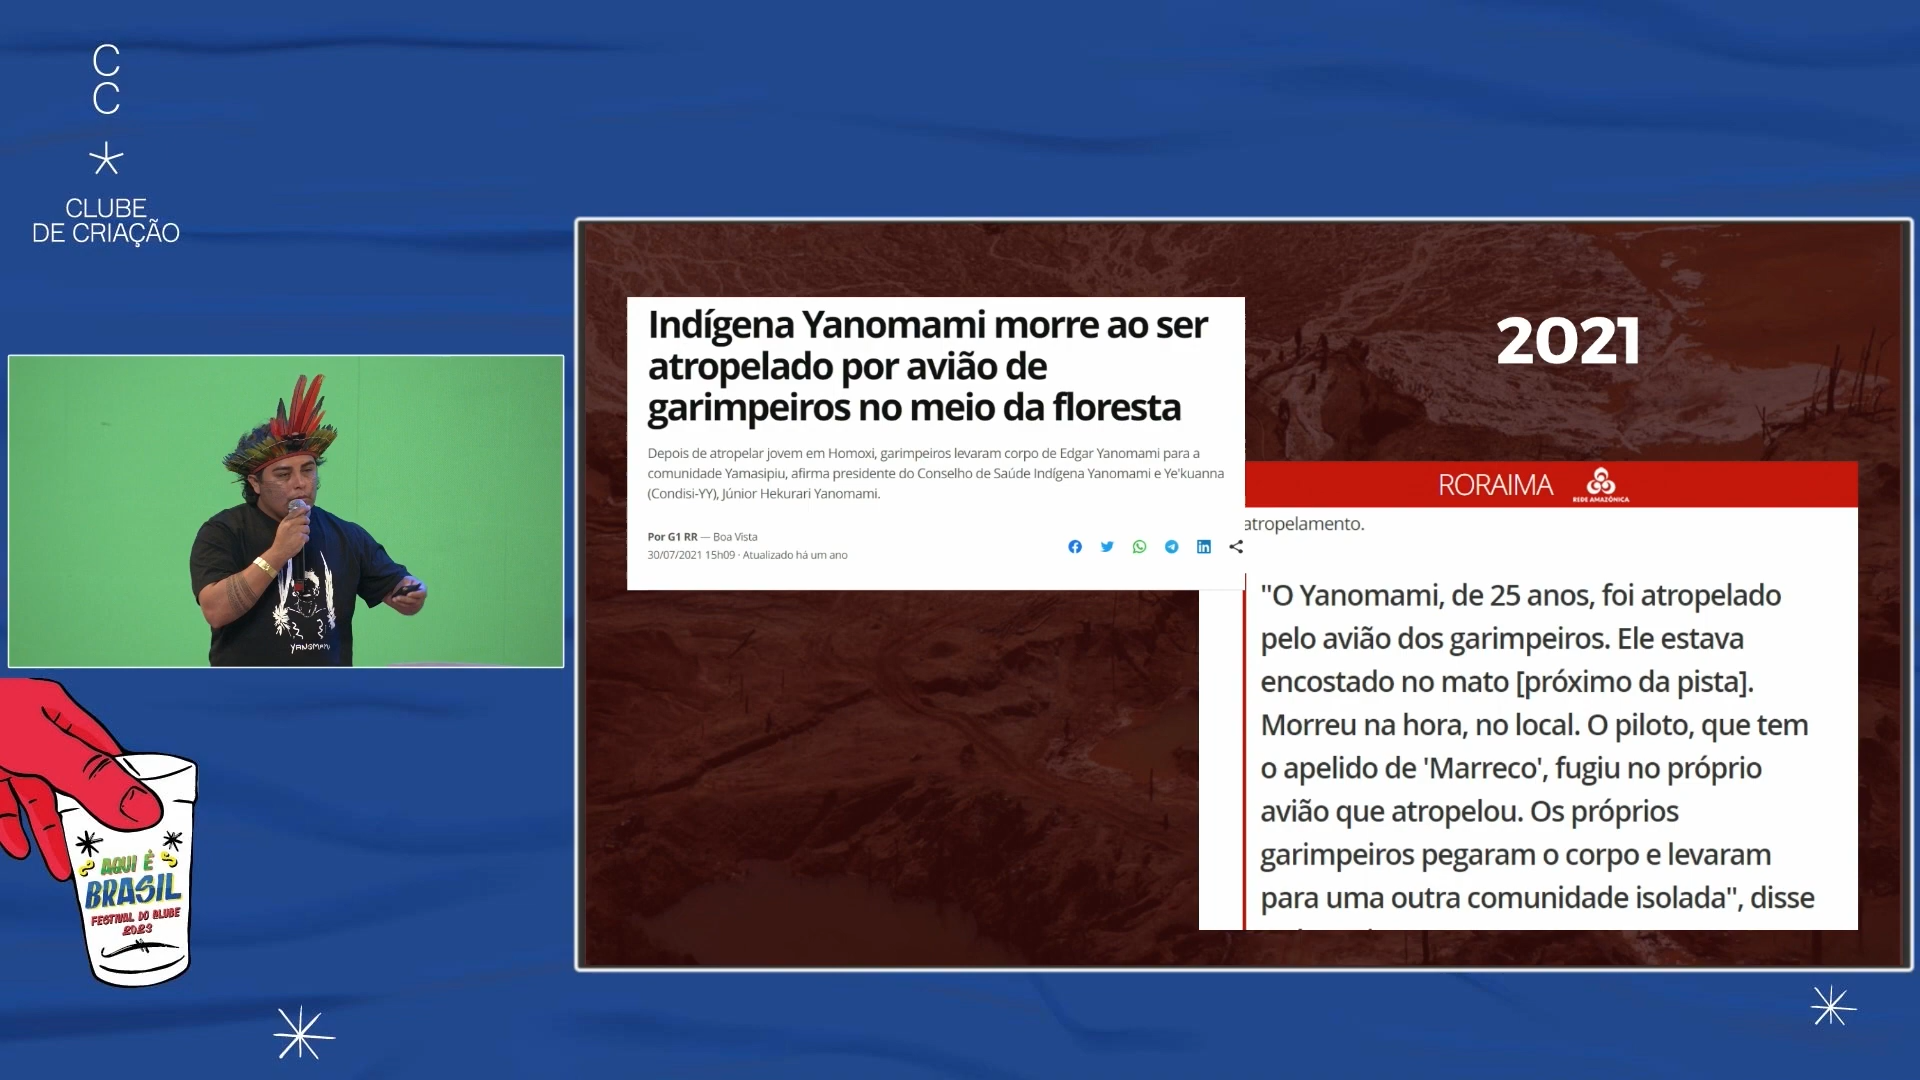 C
C
CLUBE
DE CRIAÇÃO
Indígena Yanomami morre ao ser
atropelado por avião de
garimpeiros no meio da floresta
Depois de atropelar jovem em Homoxi, garimpeiros levaram corpo de Edgar Yanomami para a
comunidade Yamasipiu, afirma presidente do Conselho de Saúde Indígena Yanomami e Ye'kuanna
(Condisi-YY), Júnior Hekurari Yanomami.
Por G1 RR — Boa Vista
30/07/2021 15h09 · Atualizado há um ano
2021
RORAIMA
REDE AMAZÔNICA
atropelamento.
"O Yanomami, de 25 anos, foi atropelado
pelo avião dos garimpeiros. Ele estava
encostado no mato [próximo da pista].
Morreu na hora, no local. O piloto, que tem
o apelido de 'Marreco', fugiu no próprio
avião que atropelou. Os próprios
garimpeiros pegaram o corpo e levaram
para uma outra comunidade isolada", disse
YANOMAMI
AQUI É
BRASIL
FESTIVAL DO CLUBE
2023